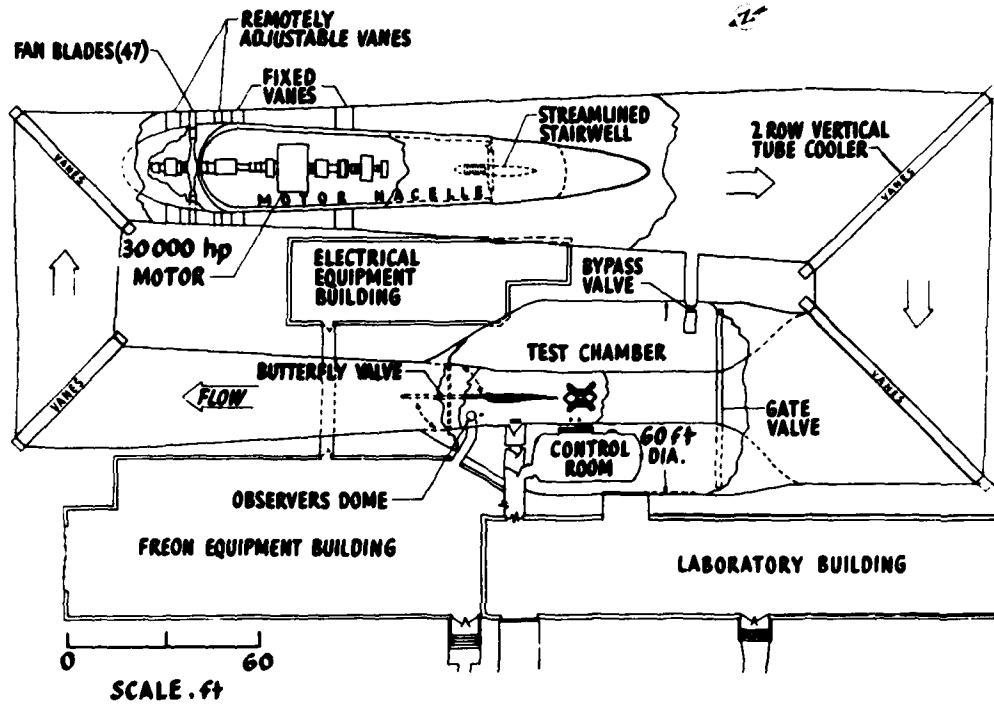 N
REMOTELY
ADJUSTABLE VANES
FAN BLADES(47)
FIXED
VANES
STREAMLINED
STAIRWELL
2 ROW VERTICAL
TUBE COOLER
VANES
VANES
MOTOR NACELLE
30 000 hp
MOTOR
ELECTRICAL
EQUIPMENT
BUILDING
BYPASS
VALVE
TEST CHAMBER
BUTTERFLY VALVE
FLOW
VANES
VANES
GATE
VALVE
CONTROL
ROOM
60 ft
DIA.
OBSERVERS DOME
FREON EQUIPMENT BUILDING
LABORATORY BUILDING
0 60
SCALE . ft